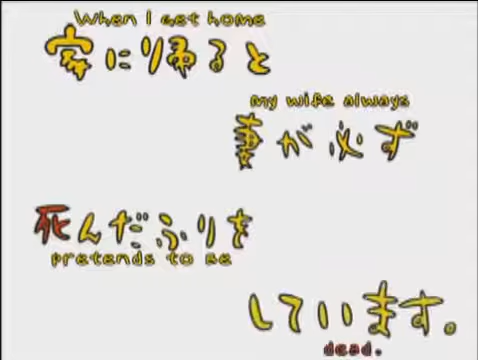 When I get home
家に帰ると
my wife always
妻が必ず
死んだふりを
pretends to be
しています。
dead.